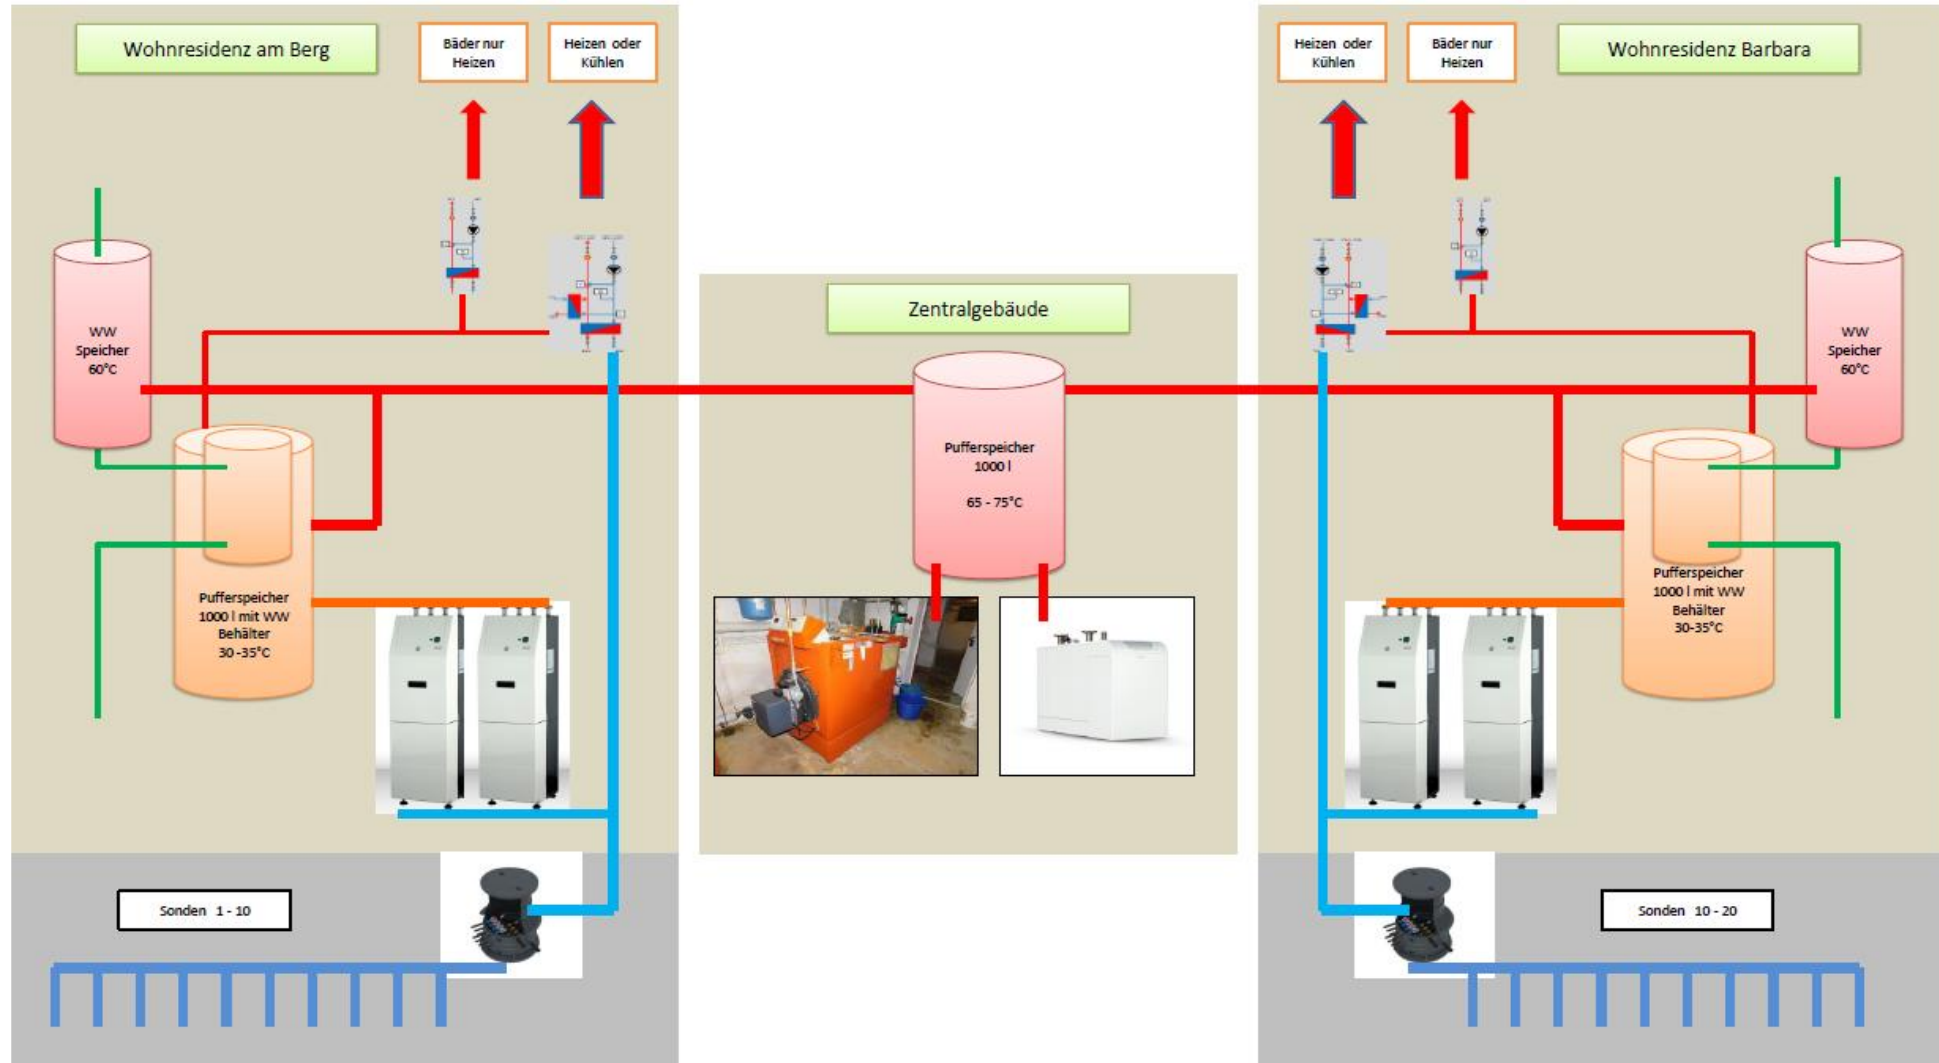 Wohnresidenz am Berg
Bäder nur
Heizen
Heizen oder
Kühlen
Heizen oder
Kühlen
Bäder nur
Heizen
Wohnresidenz Barbara
Zentralgebäude
WW
Speicher
60°C
WW
Speicher
60°C
Pufferspeicher
1000 l
65 - 75°C
Pufferspeicher
1000 l mit WW
Behälter
30 -35°C
Pufferspeicher
1000 l mit WW
Behälter
30-35°C
Sonden 1 - 10
Sonden 10 - 20